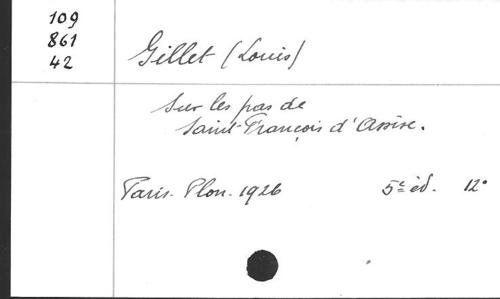 109
861
42
Gillet (Louis)
Sur les pas de
Saint-François d'Assise.
Paris. Plon. 1926 5e éd. 12°